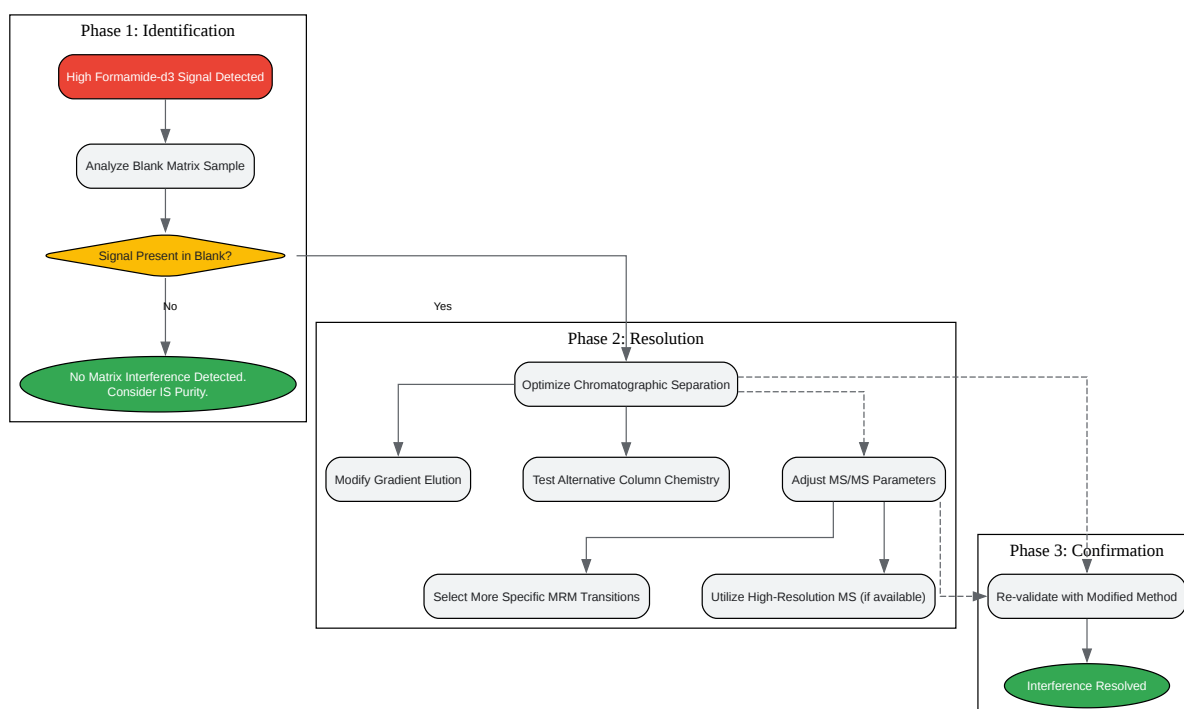 Phase 1: Identification
High Formamide-d3 Signal Detected
Analyze Blank Matrix Sample
Signal Present in Blank?
No
Yes
No Matrix Interference Detected.
Consider IS Purity.
Phase 2: Resolution
Optimize Chromatographic Separation
Modify Gradient Elution
Test Alternative Column Chemistry
Adjust MS/MS Parameters
Select More Specific MRM Transitions
Utilize High-Resolution MS (if available)
Phase 3: Confirmation
Re-validate with Modified Method
Interference Resolved